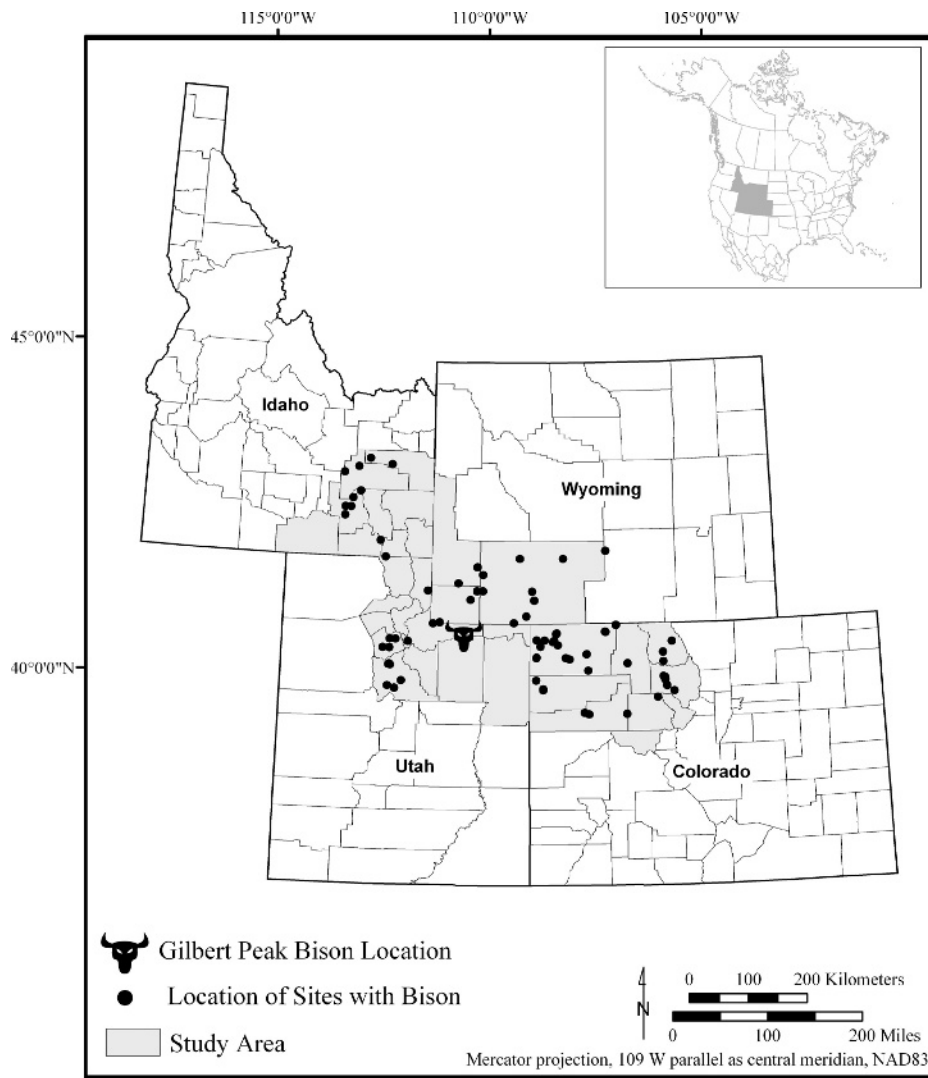 115°0'0"W 110°0'0"W 105°0'0"W
45°0'0"N
Idaho
Wyoming
40°0'0"N
Utah
Colorado
Gilbert Peak Bison Location
Location of Sites with Bison
Study Area
N
0 100 200 Kilometers
0 100 200 Miles
Mercator projection, 109 W parallel as central meridian, NAD83